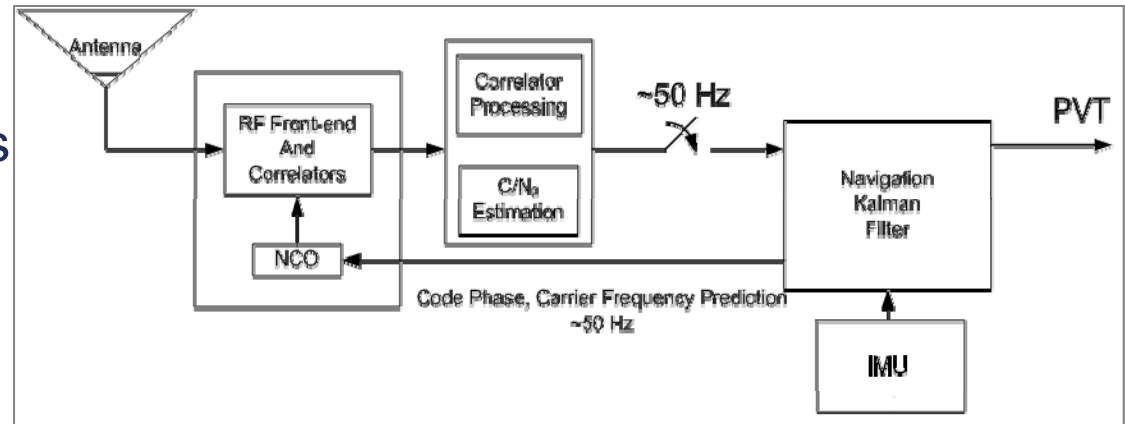 Antenna
s
RF Front-end
And
Correlators
NCO
Correlator
Processing
C/N₀
Estimation
~50 Hz
Code Phase, Carrier Frequency Prediction
~50 Hz
Navigation
Kalman
Filter
IMU
PVT